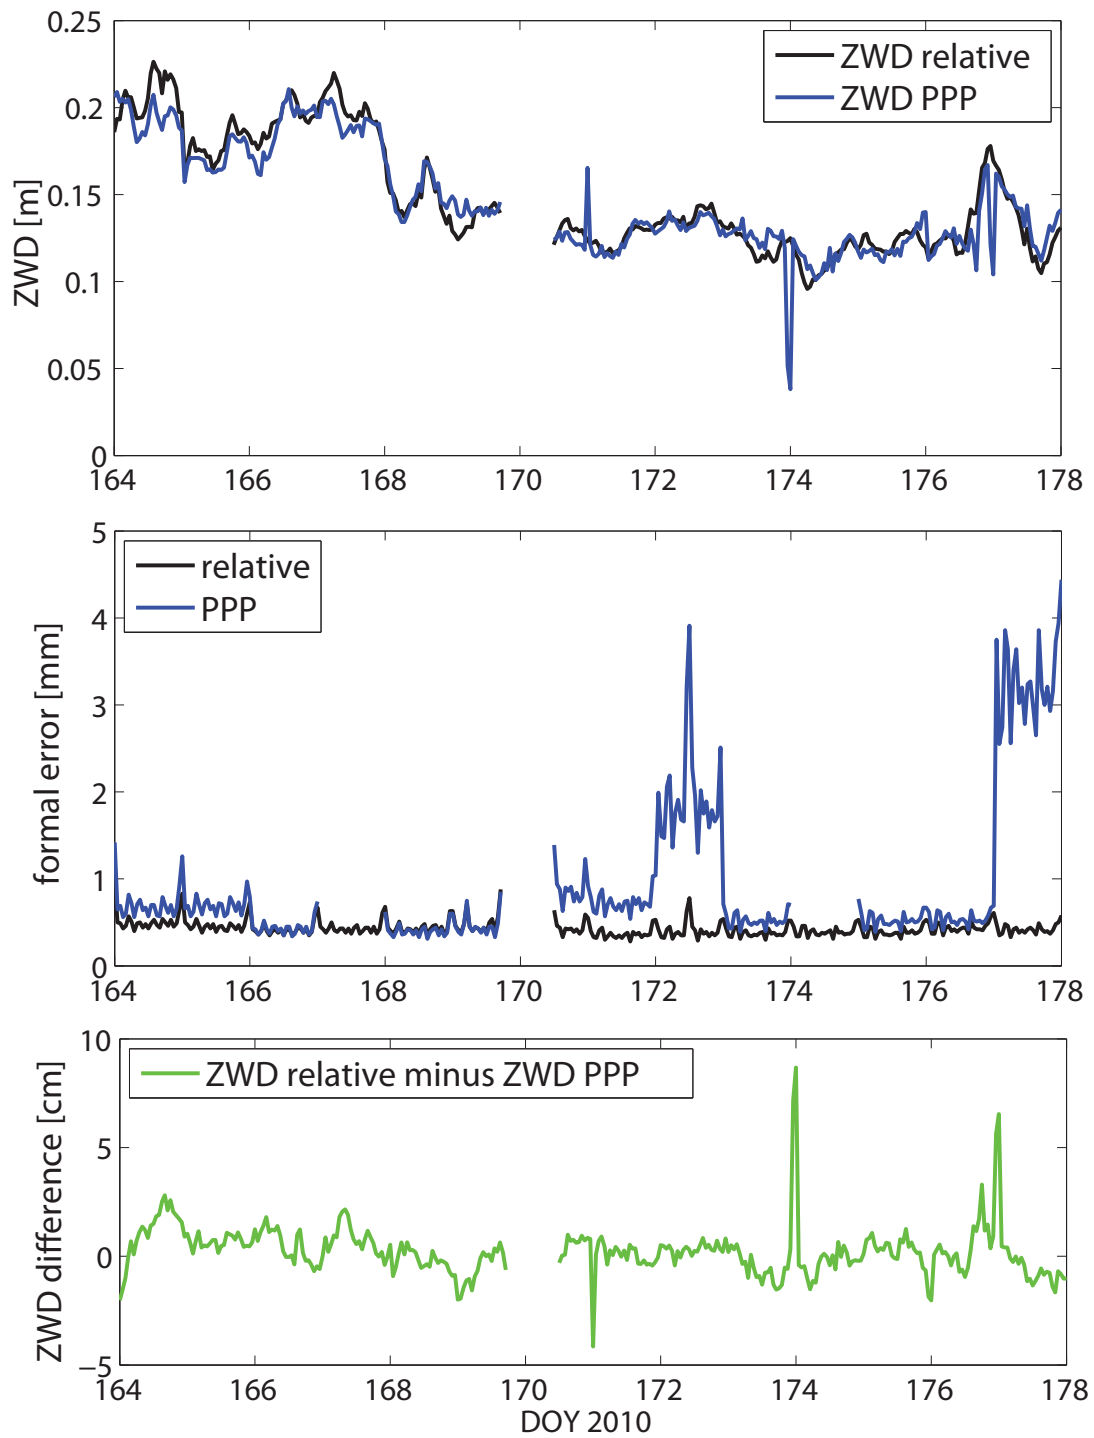 0.25
0.2
0.15
0.1
0.05
0
ZWD [m]
ZWD relative
ZWD PPP
164 166 168 170 172 174 176 178
5
4
3
2
1
0
formal error [mm]
relative
PPP
164 166 168 170 172 174 176 178
10
5
0
−5
ZWD difference [cm]
ZWD relative minus ZWD PPP
164 166 168 170 172 174 176 178
DOY 2010